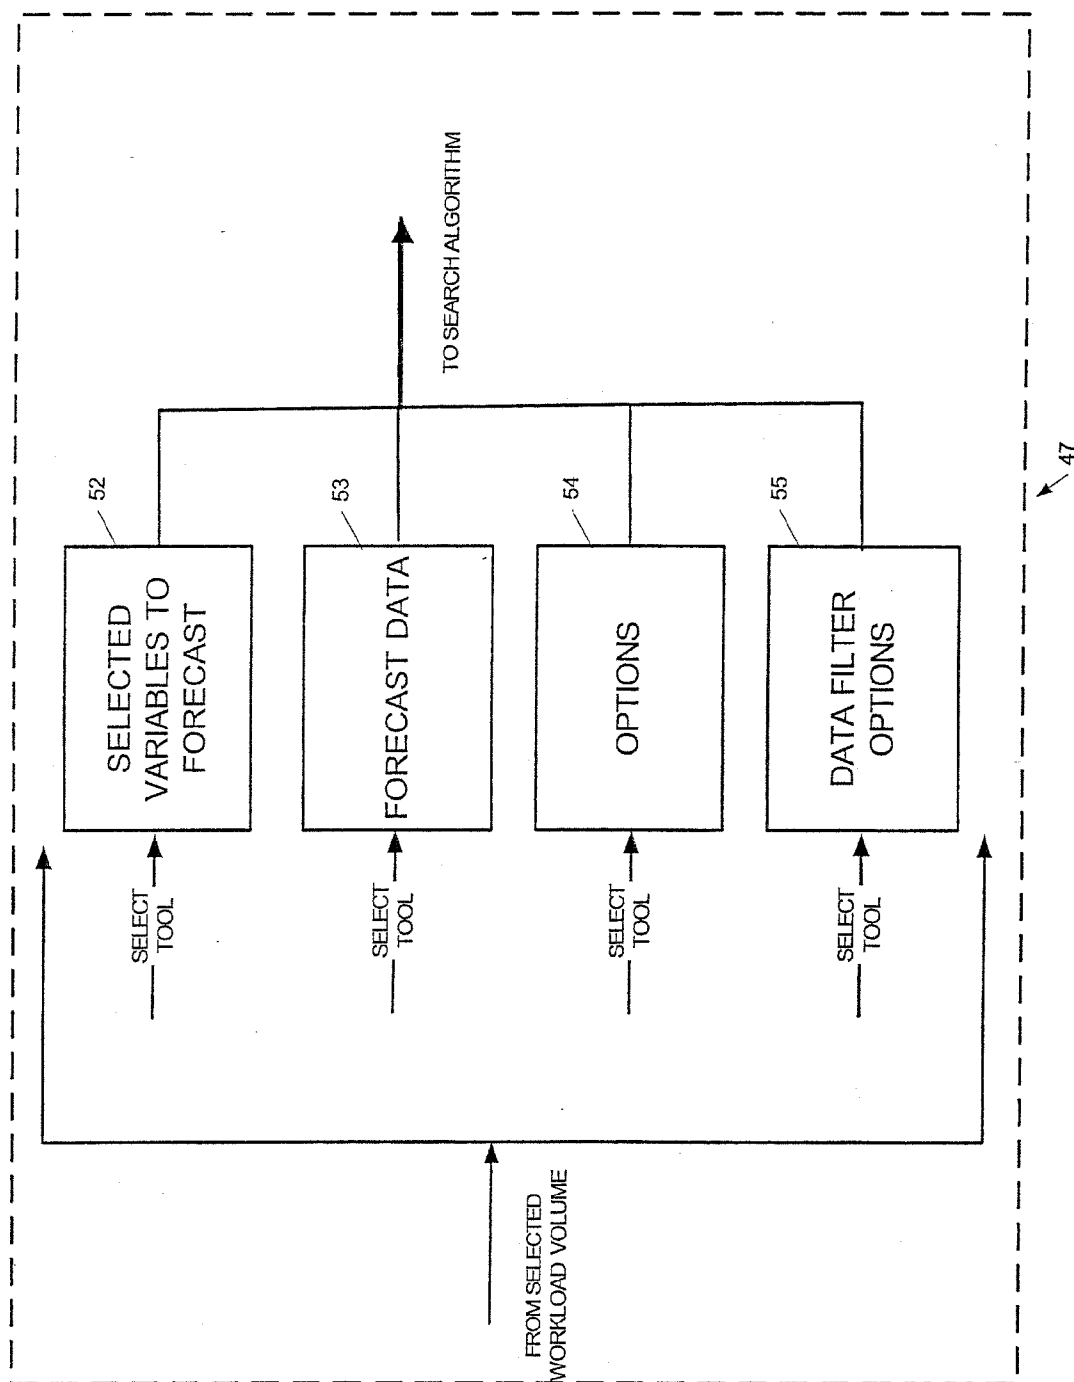 FROM SELECTED
WORKLOAD VOLUME
SELECT
TOOL
SELECTED
VARIABLES TO
FORECAST
52
SELECT
TOOL
FORECAST DATA
53
SELECT
TOOL
OPTIONS
54
SELECT
TOOL
DATA FILTER
OPTIONS
55
TO SEARCH ALGORITHM
47